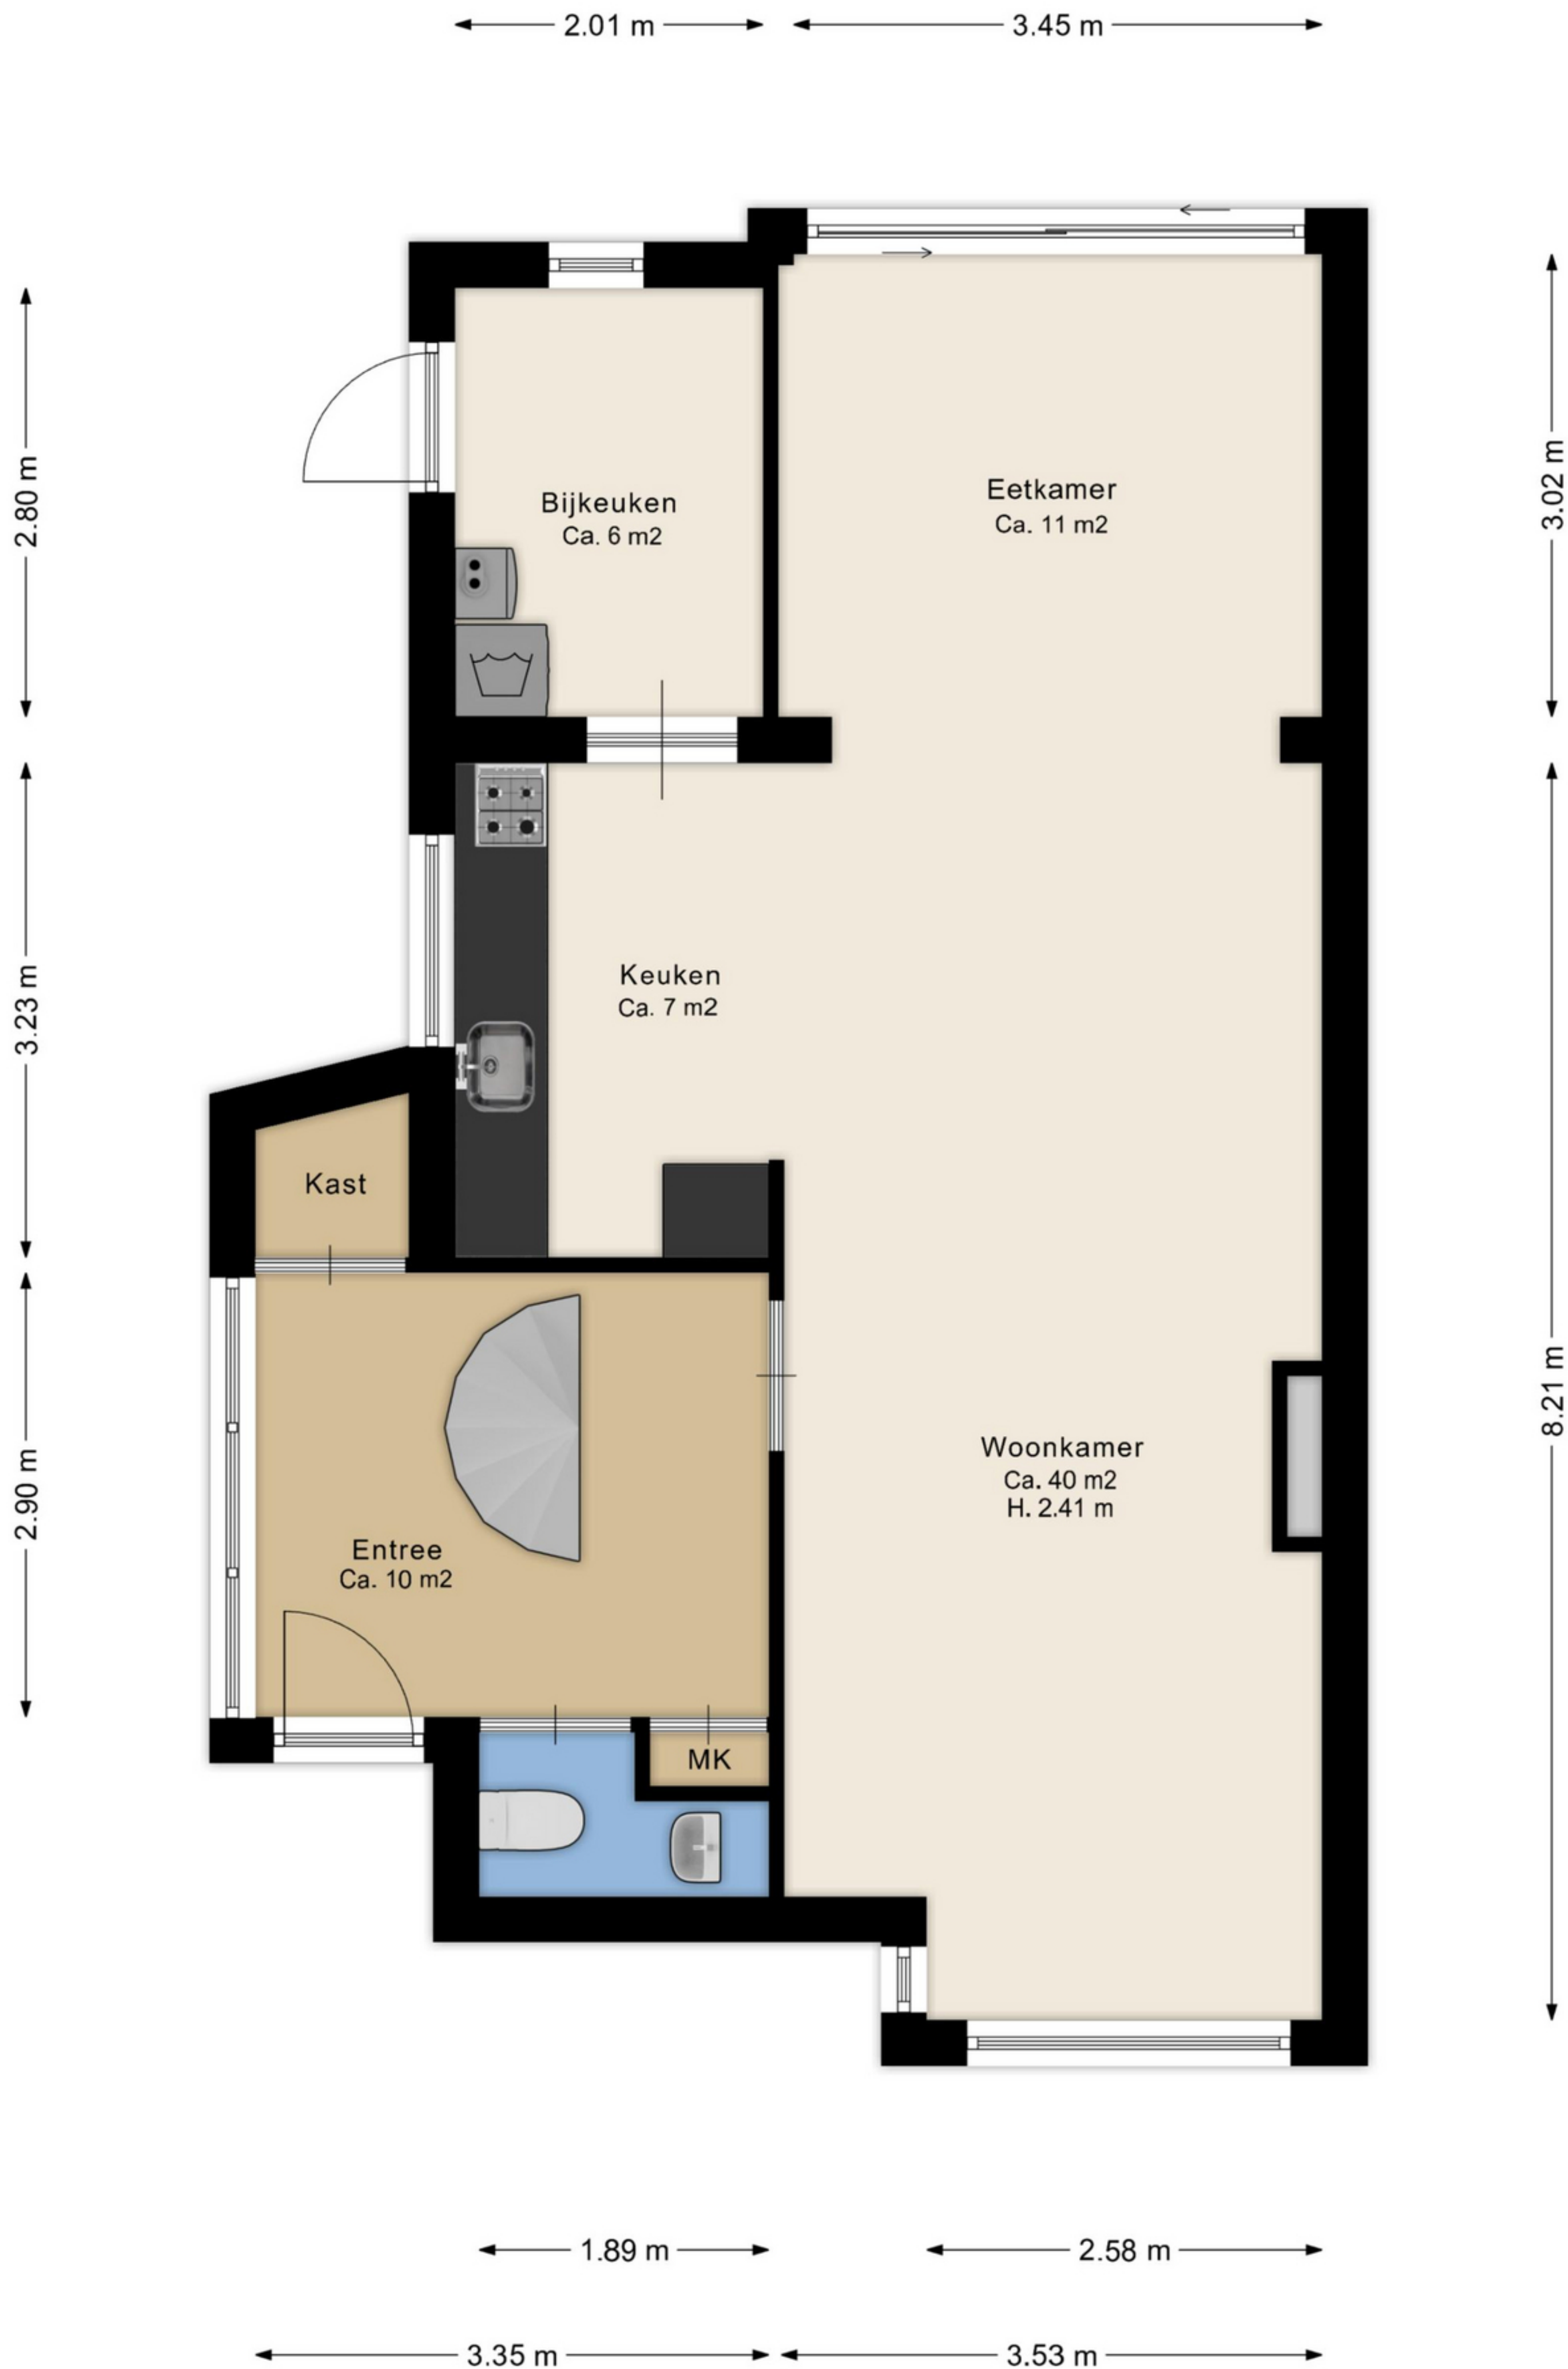 2.01 m
3.45 m
2.80 m
3.02 m
Bijkeuken
Ca. 6 m2
Eetkamer
Ca. 11 m2
3.23 m
Keuken
Ca. 7 m2
Kast
8.21 m
2.90 m
Woonkamer
Ca. 40 m2
H. 2.41 m
Entree
Ca. 10 m2
MK
1.89 m
2.58 m
3.35 m
3.53 m